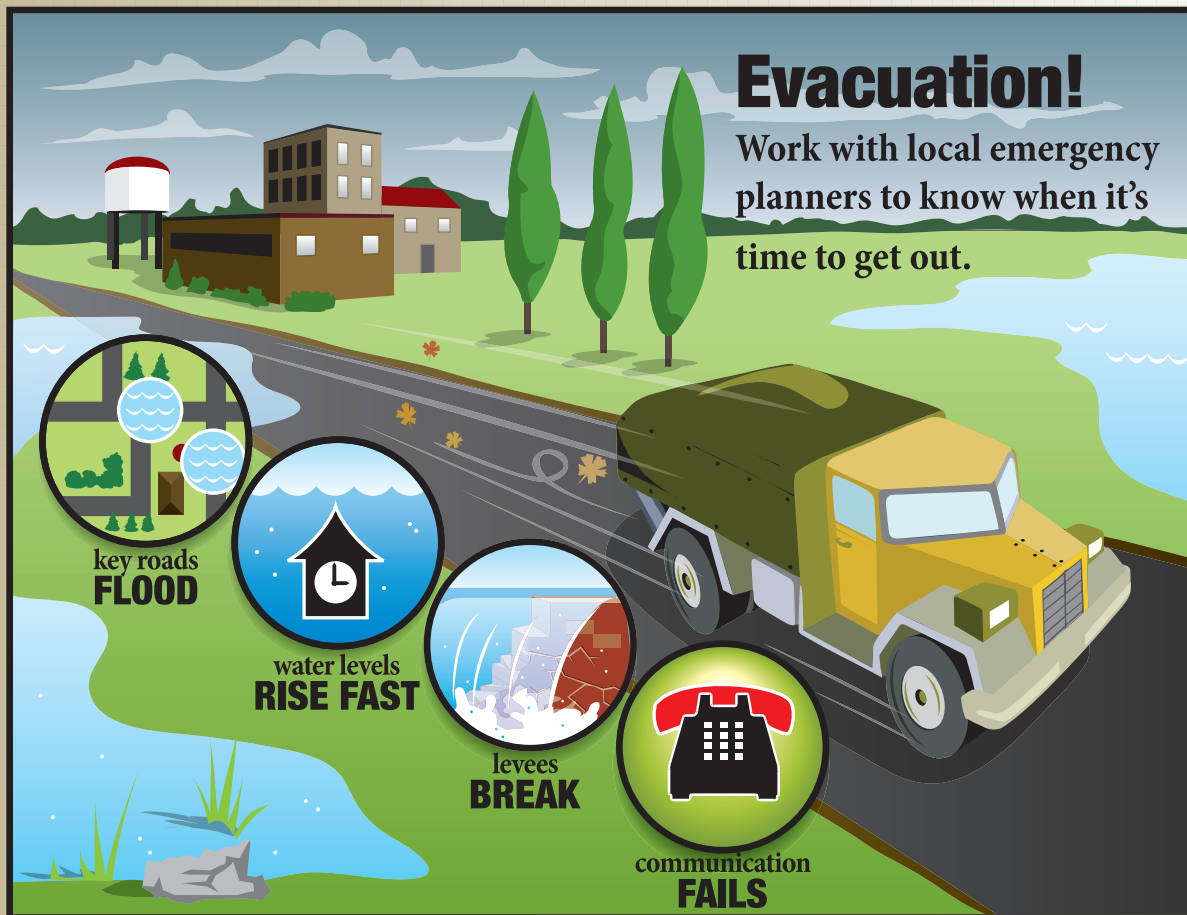 Evacuation!
Work with local emergency
planners to know when it’s
time to get out.
key roads
FLOOD
water levels
RISE FAST
levees
BREAK
communication
FAILS